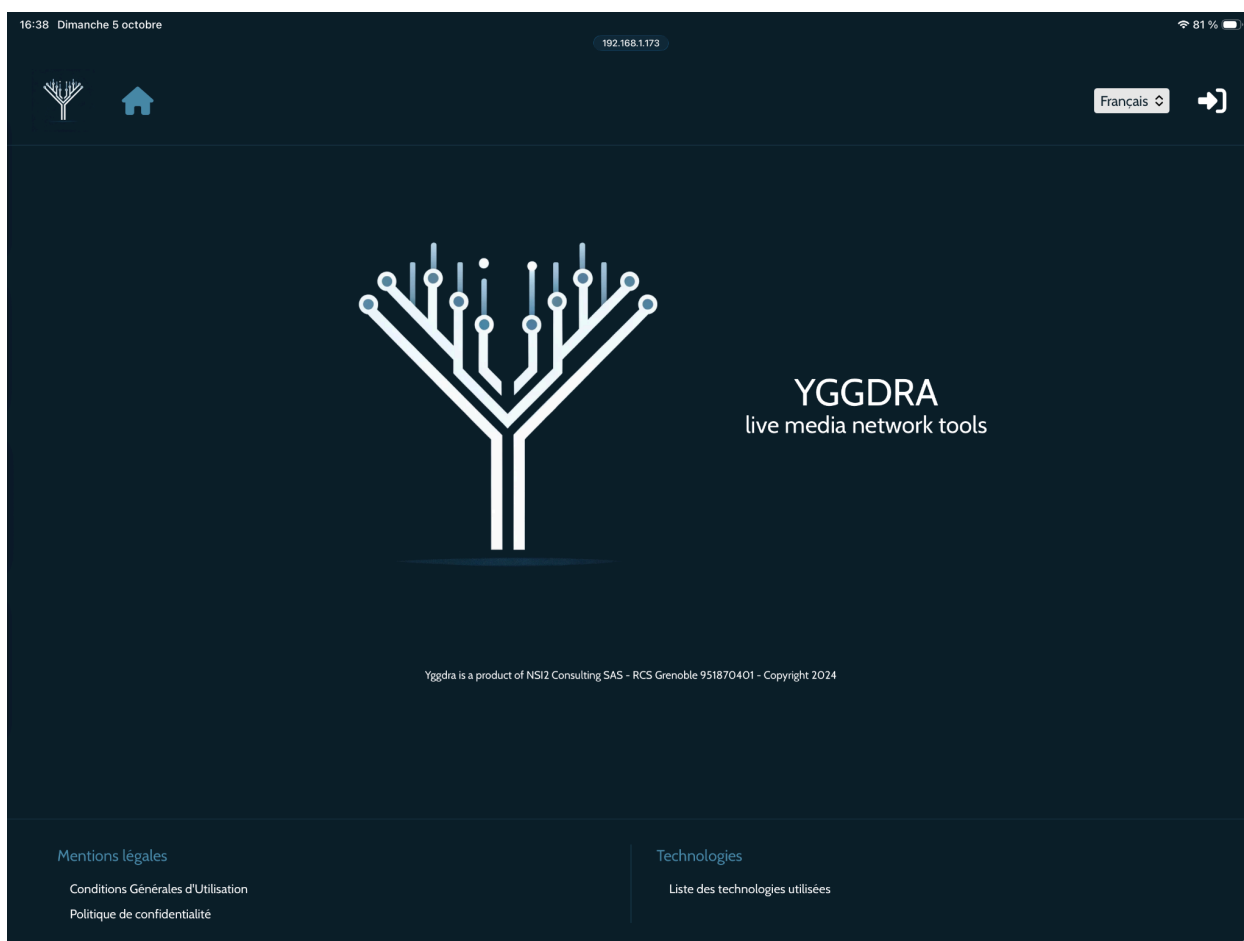 16:38 Dimanche 5 octobre
81 %
192.168.1.173
Français
YGGDRA
live media network tools
Yggdra is a product of NSI2 Consulting SAS - RCS Grenoble 951870401 - Copyright 2024
Mentions légales
Conditions Générales d'Utilisation
Politique de confidentialité
Technologies
Liste des technologies utilisées